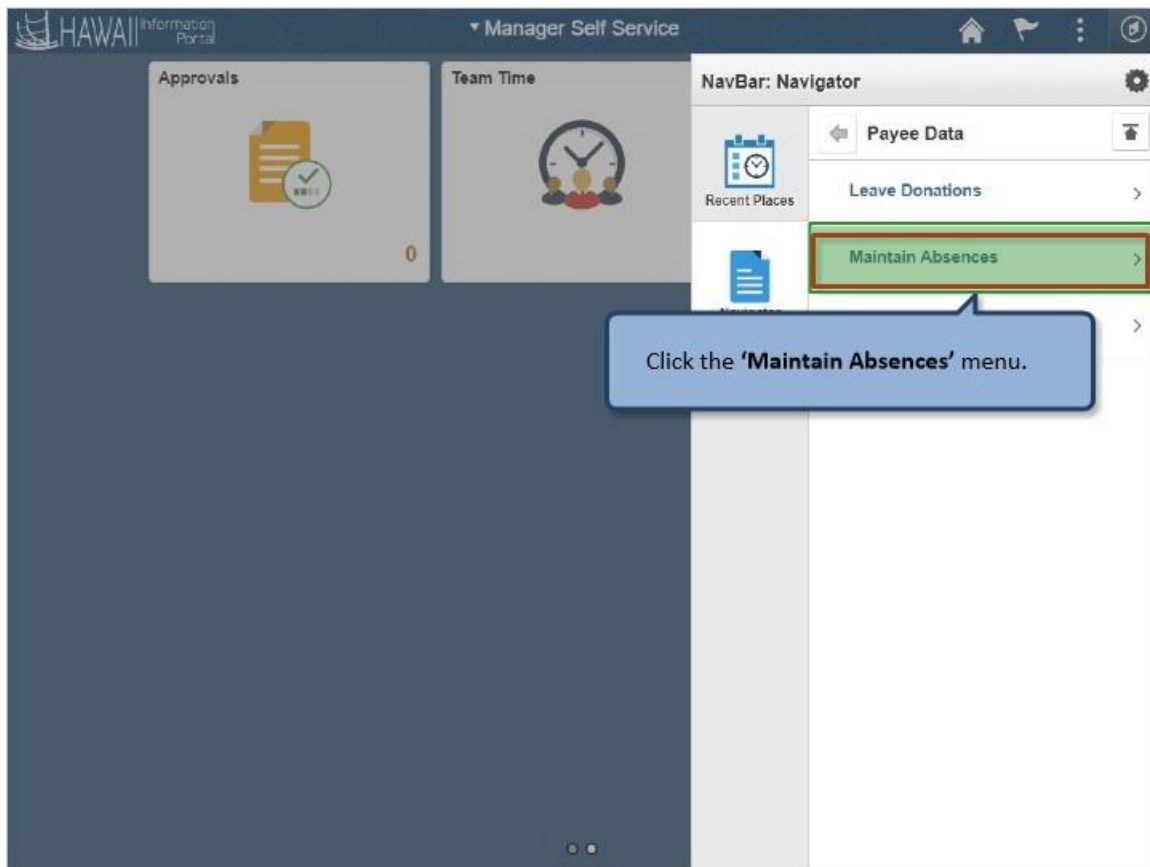 HAWAII Information Portal
Manager Self Service
Approvals
0
Team Time
NavBar: Navigator
Recent Places
Payee Data
Leave Donations
Maintain Absences
Click the ‘Maintain Absences’ menu.